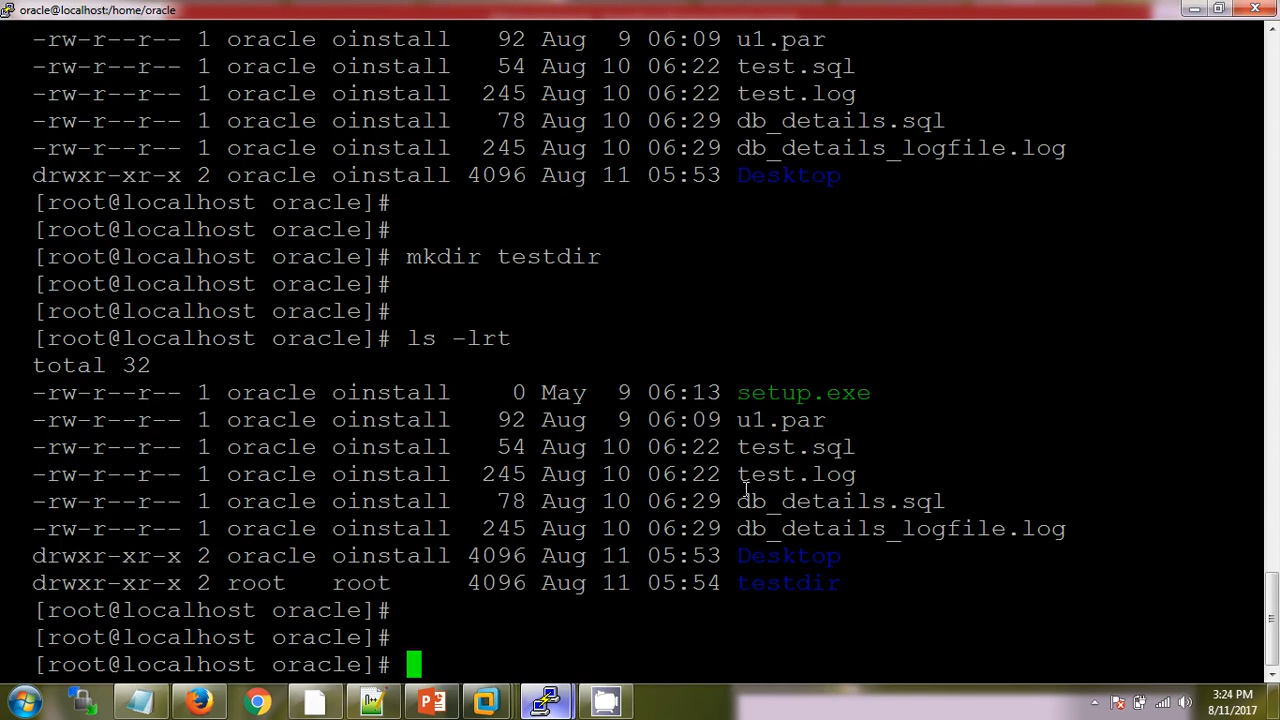 oracle@localhost:/home/oracle
-rw-r--r-- 1 oracle oinstall   92 Aug  9 06:09 u1.par
-rw-r--r-- 1 oracle oinstall   54 Aug 10 06:22 test.sql
-rw-r--r-- 1 oracle oinstall  245 Aug 10 06:22 test.log
-rw-r--r-- 1 oracle oinstall   78 Aug 10 06:29 db_details.sql
-rw-r--r-- 1 oracle oinstall  245 Aug 10 06:29 db_details_logfile.log
drwxr-xr-x 2 oracle oinstall 4096 Aug 11 05:53 Desktop
[root@localhost oracle]#
[root@localhost oracle]#
[root@localhost oracle]# mkdir testdir
[root@localhost oracle]#
[root@localhost oracle]#
[root@localhost oracle]# ls -lrt
total 32
-rw-r--r-- 1 oracle oinstall    0 May  9 06:13 setup.exe
-rw-r--r-- 1 oracle oinstall   92 Aug  9 06:09 u1.par
-rw-r--r-- 1 oracle oinstall   54 Aug 10 06:22 test.sql
-rw-r--r-- 1 oracle oinstall  245 Aug 10 06:22 test.log
-rw-r--r-- 1 oracle oinstall   78 Aug 10 06:29 db_details.sql
-rw-r--r-- 1 oracle oinstall  245 Aug 10 06:29 db_details_logfile.log
drwxr-xr-x 2 oracle oinstall 4096 Aug 11 05:53 Desktop
drwxr-xr-x 2 root   root     4096 Aug 11 05:54 testdir
[root@localhost oracle]#
[root@localhost oracle]#
[root@localhost oracle]#
3:24 PM
8/11/2017